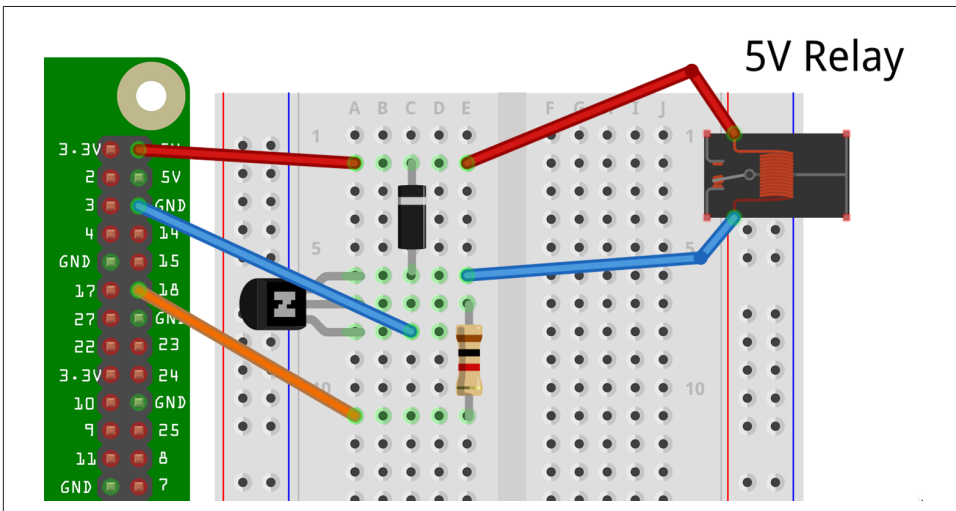 5V Relay
A B C D E F G I J
1 1
3.3V
2 5V
3 GND
4 14
5 5
GND 15
17 18
27 GND
22 23
3.3V 24
10 10
10 GND
9 25
11 8
GND 7